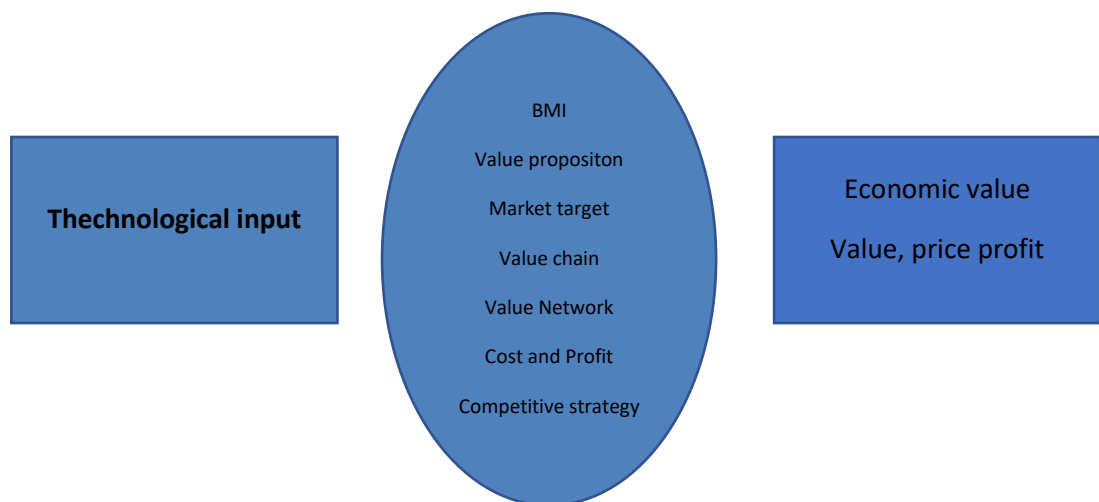 Thechnological input
BMI
Value propositon
Market target
Value chain
Value Network
Cost and Profit
Competitive strategy
Economic value
Value, price profit